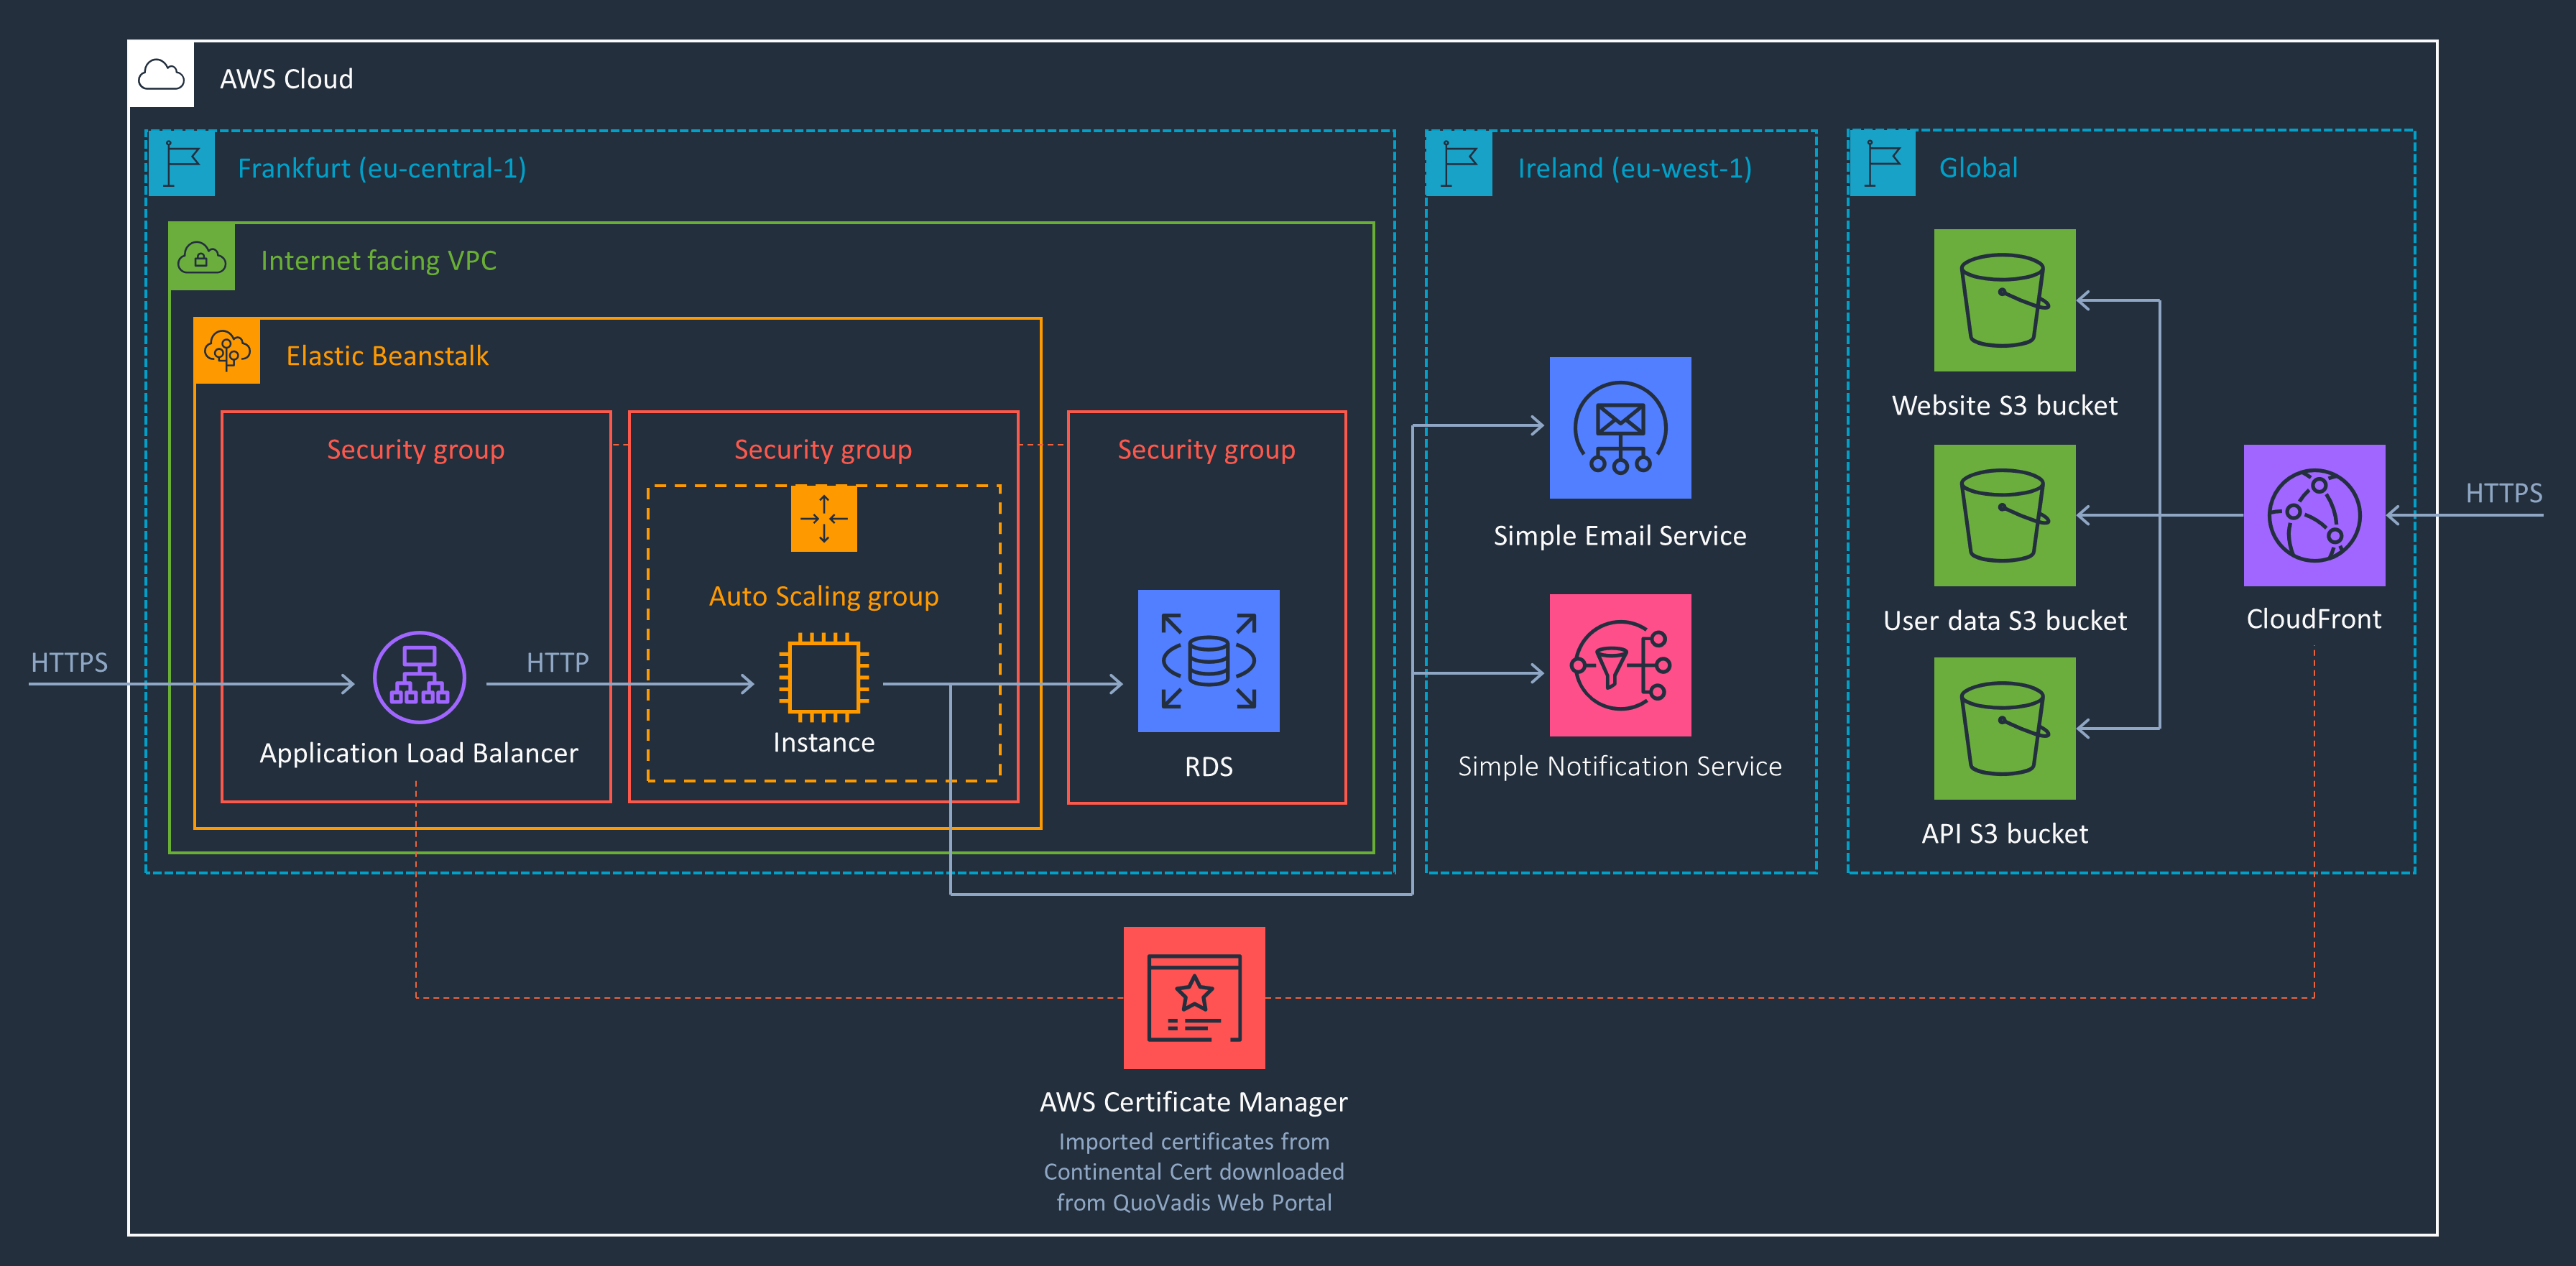 AWS Cloud
Frankfurt (eu-central-1)
Ireland (eu-west-1)
Global
Internet facing VPC
Elastic Beanstalk
Website S3 bucket
Security group
Security group
Security group
HTTPS
Simple Email Service
Auto Scaling group
User data S3 bucket
CloudFront
HTTPS
HTTP
Instance
Application Load Balancer
RDS
Simple Notification Service
API S3 bucket
AWS Certificate Manager
Imported certificates from
Continental Cert downloaded
from QuoVadis Web Portal